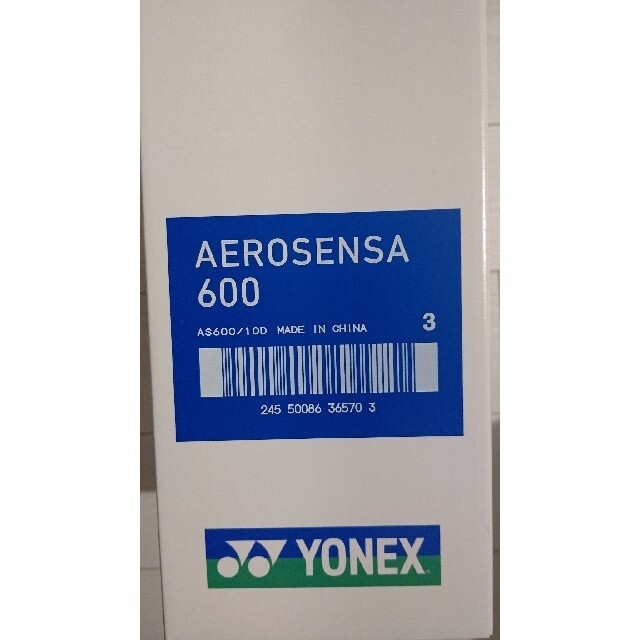 AEROSENSA
600
AS600/10D MADE IN CHINA 3
245 50086 36570 3
YONEX